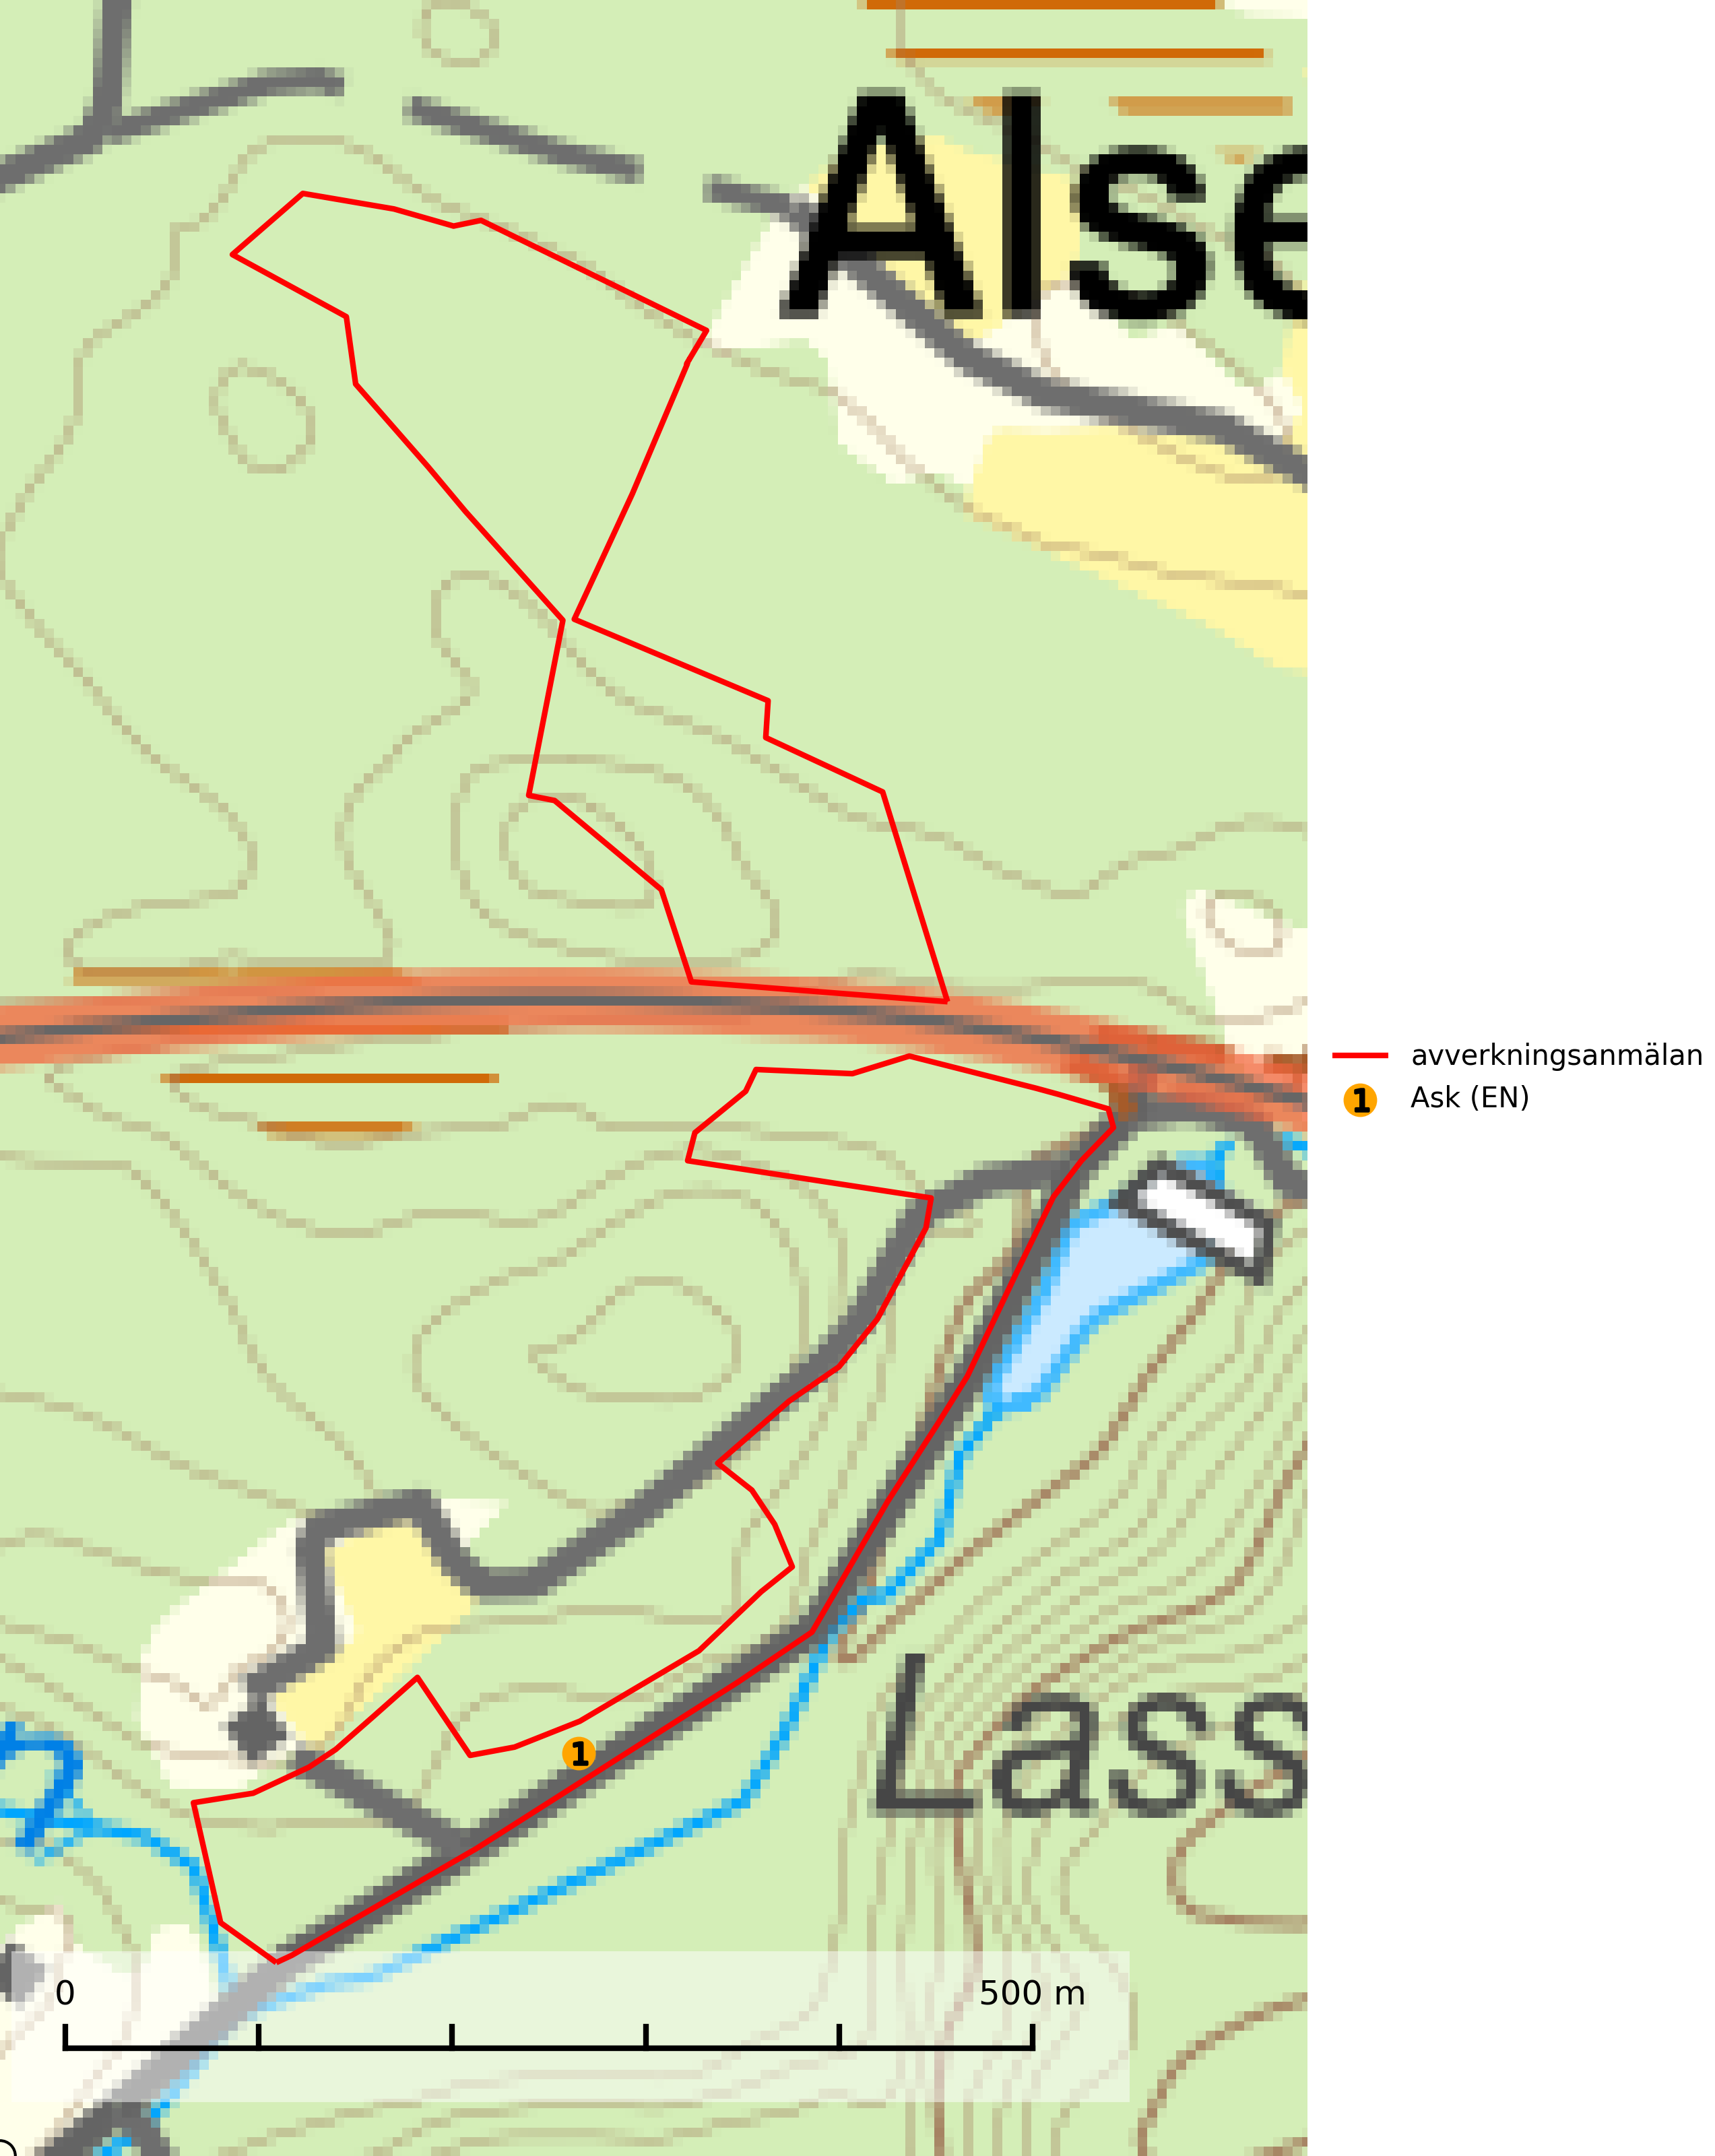 Alse
avverkningsanmälan
1 Ask (EN)
1
Lass
0 500 m